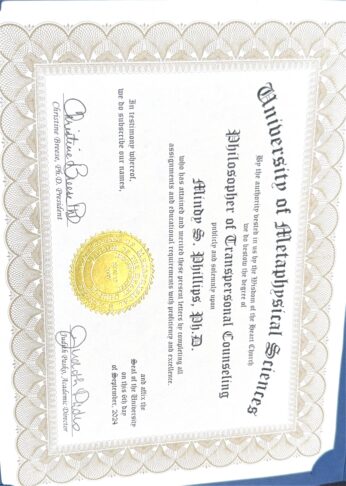 University of Metaphysical Sciences
By the authority vested in us by the Wisdom of the Heart Church
we do bestow the degree of
Philosopher of Transpersonal Counseling
publicly and solemnly upon
Mindy S. Phillips, Ph.D.
who has attained and merited these present letters by completing all
assignments and educational requirements with proficiency and excellence.
In testimony whereof,
we do subscribe our names,
and affix the
Seal of the University
on this 6th day
of September, 2024
Christine Breese, Ph.D. President
Academic Director